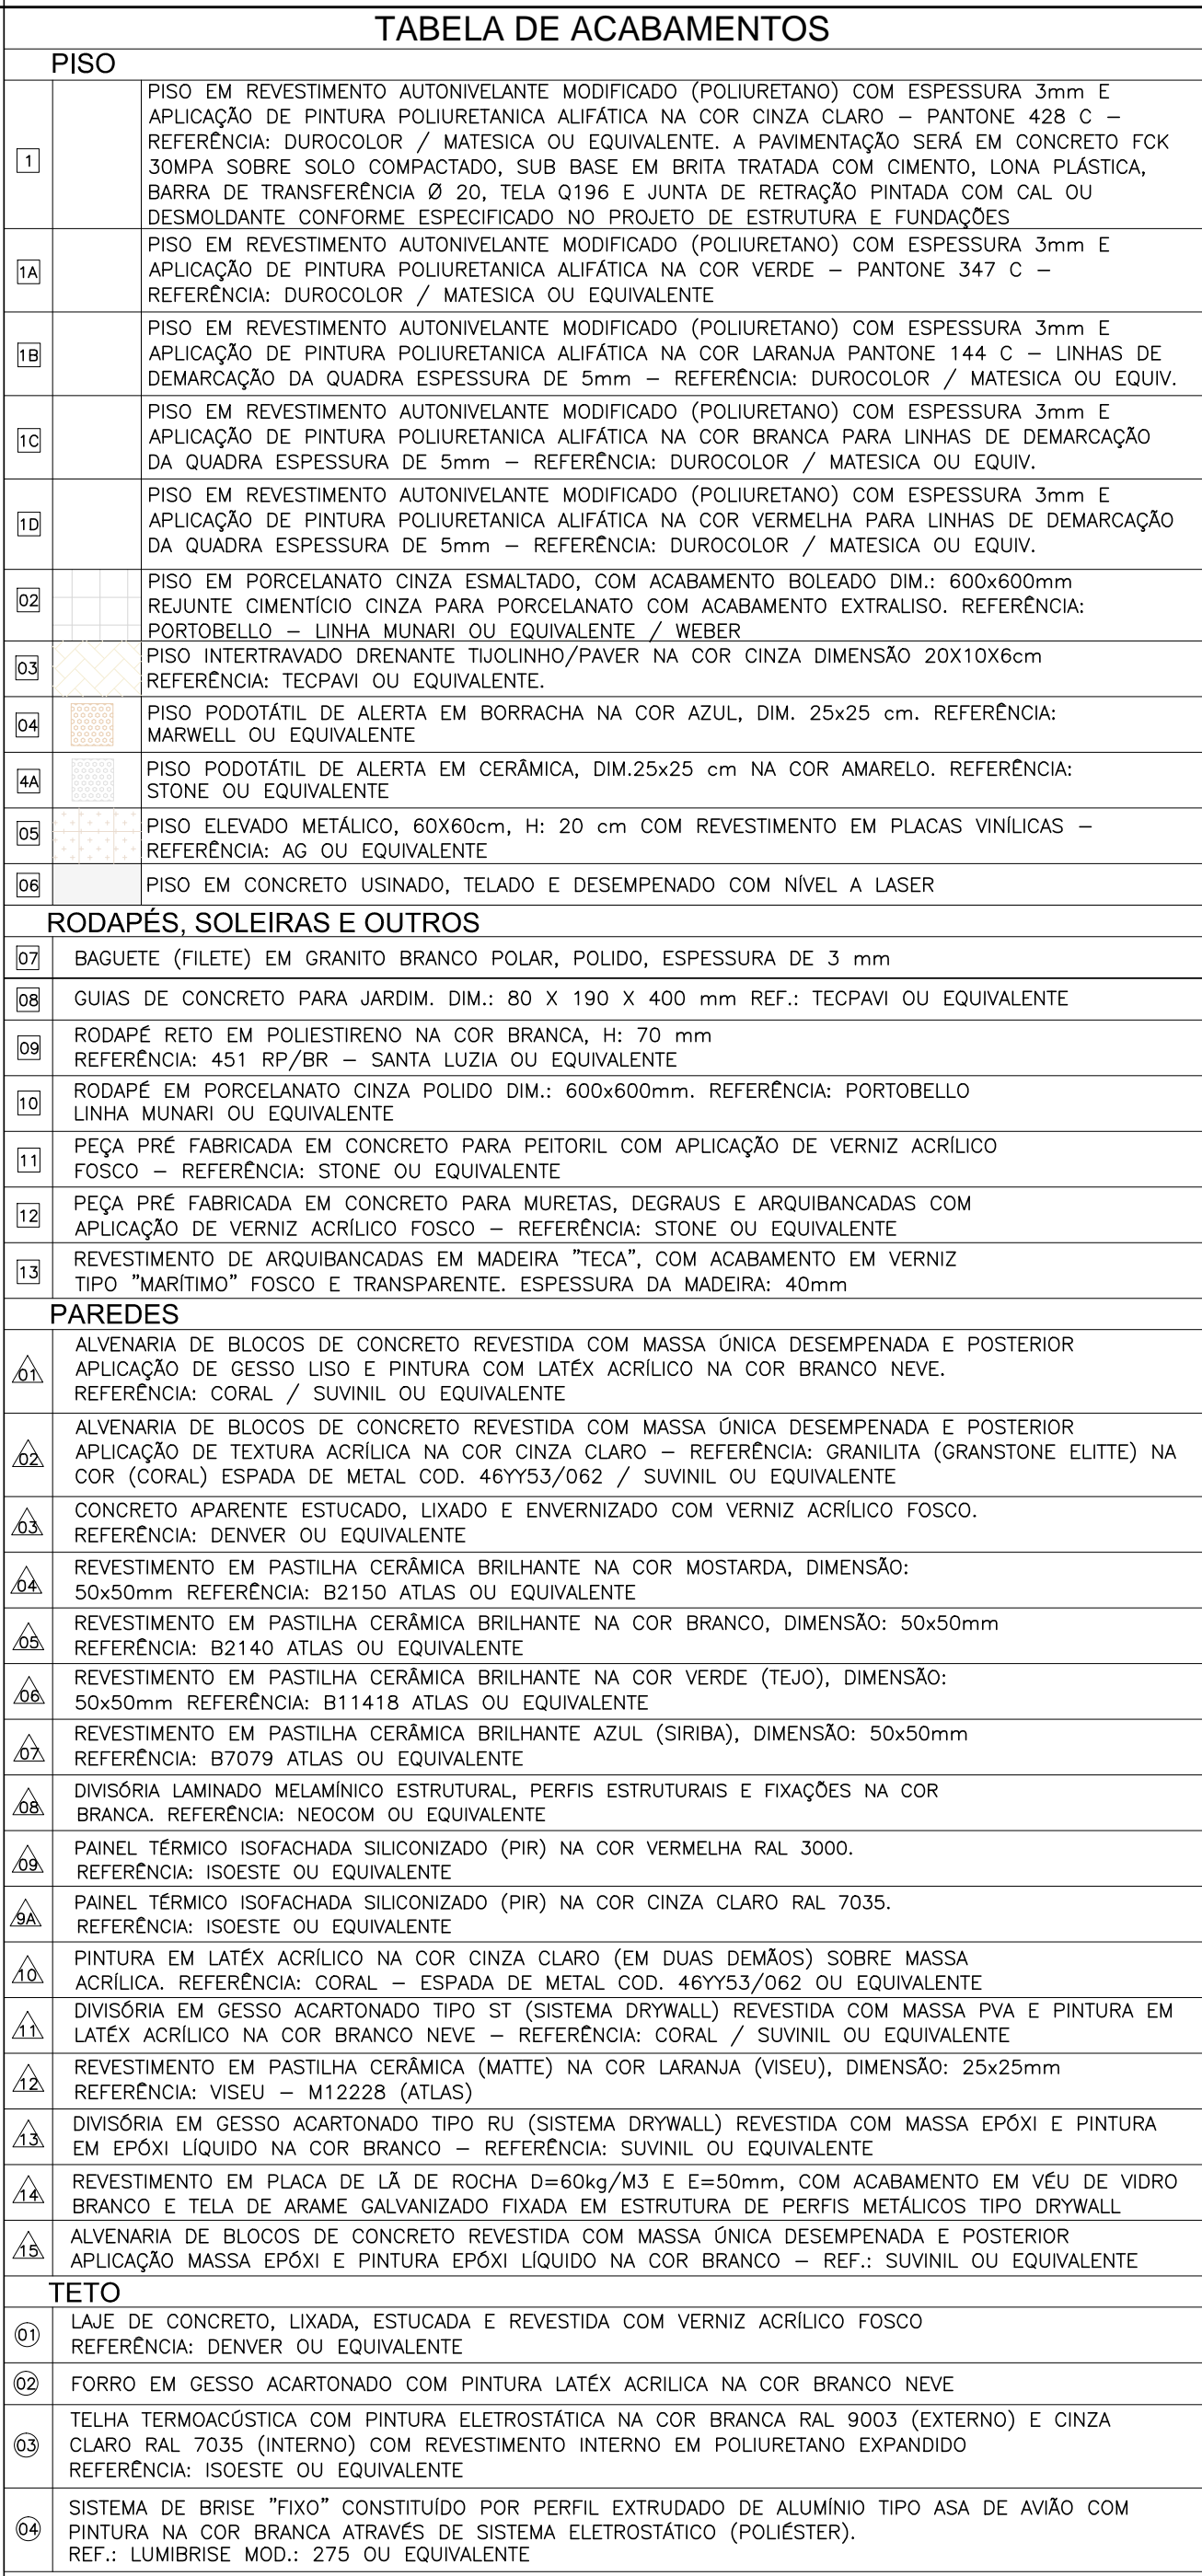 TABELA DE ACABAMENTOS
PISO
1
PISO EM REVESTIMENTO AUTONIVELANTE MODIFICADO (POLIURETANO) COM ESPESSURA 3mm E
APLICAÇÃO DE PINTURA POLIURETANICA ALIFÁTICA NA COR CINZA CLARO – PANTONE 428 C –
REFERÊNCIA: DUROCOLOR / MATESICA OU EQUIVALENTE. A PAVIMENTAÇÃO SERÁ EM CONCRETO FCK
30MPA SOBRE SOLO COMPACTADO, SUB BASE EM BRITA TRATADA COM CIMENTO, LONA PLÁSTICA,
BARRA DE TRANSFERÊNCIA Ø 20, TELA Q196 E JUNTA DE RETRAÇÃO PINTADA COM CAL OU
DESMOLDANTE CONFORME ESPECIFICADO NO PROJETO DE ESTRUTURA E FUNDAÇÕES
1A
PISO EM REVESTIMENTO AUTONIVELANTE MODIFICADO (POLIURETANO) COM ESPESSURA 3mm E
APLICAÇÃO DE PINTURA POLIURETANICA ALIFÁTICA NA COR VERDE – PANTONE 347 C –
REFERÊNCIA: DUROCOLOR / MATESICA OU EQUIVALENTE
1B
PISO EM REVESTIMENTO AUTONIVELANTE MODIFICADO (POLIURETANO) COM ESPESSURA 3mm E
APLICAÇÃO DE PINTURA POLIURETANICA ALIFÁTICA NA COR LARANJA PANTONE 144 C – LINHAS DE
DEMARCAÇÃO DA QUADRA ESPESSURA DE 5mm – REFERÊNCIA: DUROCOLOR / MATESICA OU EQUIV.
1C
PISO EM REVESTIMENTO AUTONIVELANTE MODIFICADO (POLIURETANO) COM ESPESSURA 3mm E
APLICAÇÃO DE PINTURA POLIURETANICA ALIFÁTICA NA COR BRANCA PARA LINHAS DE DEMARCAÇÃO
DA QUADRA ESPESSURA DE 5mm – REFERÊNCIA: DUROCOLOR / MATESICA OU EQUIV.
1D
PISO EM REVESTIMENTO AUTONIVELANTE MODIFICADO (POLIURETANO) COM ESPESSURA 3mm E
APLICAÇÃO DE PINTURA POLIURETANICA ALIFÁTICA NA COR VERMELHA PARA LINHAS DE DEMARCAÇÃO
DA QUADRA ESPESSURA DE 5mm – REFERÊNCIA: DUROCOLOR / MATESICA OU EQUIV.
02
PISO EM PORCELANATO CINZA ESMALTADO, COM ACABAMENTO BOLEADO DIM.: 600x600mm
REJUNTE CIMENTÍCIO CINZA PARA PORCELANATO COM ACABAMENTO EXTRALISO. REFERÊNCIA:
PORTOBELLO – LINHA MUNARI OU EQUIVALENTE / WEBER
03
PISO INTERTRAVADO DRENANTE TIJOLINHO/PAVER NA COR CINZA DIMENSÃO 20X10X6cm
REFERÊNCIA: TECPAVI OU EQUIVALENTE.
04
PISO PODOTÁTIL DE ALERTA EM BORRACHA NA COR AZUL, DIM. 25x25 cm. REFERÊNCIA:
MARWELL OU EQUIVALENTE
4A
PISO PODOTÁTIL DE ALERTA EM CERÂMICA, DIM.25x25 cm NA COR AMARELO. REFERÊNCIA:
STONE OU EQUIVALENTE
05
PISO ELEVADO METÁLICO, 60X60cm, H: 20 cm COM REVESTIMENTO EM PLACAS VINÍLICAS –
REFERÊNCIA: AG OU EQUIVALENTE
06
PISO EM CONCRETO USINADO, TELADO E DESEMPENADO COM NÍVEL A LASER
RODAPÉS, SOLEIRAS E OUTROS
07
BAGUETE (FILETE) EM GRANITO BRANCO POLAR, POLIDO, ESPESSURA DE 3 mm
08
GUIAS DE CONCRETO PARA JARDIM. DIM.: 80 X 190 X 400 mm REF.: TECPAVI OU EQUIVALENTE
09
RODAPÉ RETO EM POLIESTIRENO NA COR BRANCA, H: 70 mm
REFERÊNCIA: 451 RP/BR – SANTA LUZIA OU EQUIVALENTE
10
RODAPÉ EM PORCELANATO CINZA POLIDO DIM.: 600x600mm. REFERÊNCIA: PORTOBELLO
LINHA MUNARI OU EQUIVALENTE
11
PEÇA PRÉ FABRICADA EM CONCRETO PARA PEITORIL COM APLICAÇÃO DE VERNIZ ACRÍLICO
FOSCO – REFERÊNCIA: STONE OU EQUIVALENTE
12
PEÇA PRÉ FABRICADA EM CONCRETO PARA MURETAS, DEGRAUS E ARQUIBANCADAS COM
APLICAÇÃO DE VERNIZ ACRÍLICO FOSCO – REFERÊNCIA: STONE OU EQUIVALENTE
13
REVESTIMENTO DE ARQUIBANCADAS EM MADEIRA "TECA", COM ACABAMENTO EM VERNIZ
TIPO "MARÍTIMO" FOSCO E TRANSPARENTE. ESPESSURA DA MADEIRA: 40mm
PAREDES
01
ALVENARIA DE BLOCOS DE CONCRETO REVESTIDA COM MASSA ÚNICA DESEMPENADA E POSTERIOR
APLICAÇÃO DE GESSO LISO E PINTURA COM LATÉX ACRÍLICO NA COR BRANCO NEVE.
REFERÊNCIA: CORAL / SUVINIL OU EQUIVALENTE
02
ALVENARIA DE BLOCOS DE CONCRETO REVESTIDA COM MASSA ÚNICA DESEMPENADA E POSTERIOR
APLICAÇÃO DE TEXTURA ACRÍLICA NA COR CINZA CLARO – REFERÊNCIA: GRANILITA (GRANSTONE ELITTE) NA
COR (CORAL) ESPADA DE METAL COD. 46YY53/062 / SUVINIL OU EQUIVALENTE
03
CONCRETO APARENTE ESTUCADO, LIXADO E ENVERNIZADO COM VERNIZ ACRÍLICO FOSCO.
REFERÊNCIA: DENVER OU EQUIVALENTE
04
REVESTIMENTO EM PASTILHA CERÂMICA BRILHANTE NA COR MOSTARDA, DIMENSÃO:
50x50mm REFERÊNCIA: B2150 ATLAS OU EQUIVALENTE
05
REVESTIMENTO EM PASTILHA CERÂMICA BRILHANTE NA COR BRANCO, DIMENSÃO: 50x50mm
REFERÊNCIA: B2140 ATLAS OU EQUIVALENTE
06
REVESTIMENTO EM PASTILHA CERÂMICA BRILHANTE NA COR VERDE (TEJO), DIMENSÃO:
50x50mm REFERÊNCIA: B11418 ATLAS OU EQUIVALENTE
07
REVESTIMENTO EM PASTILHA CERÂMICA BRILHANTE AZUL (SIRIBA), DIMENSÃO: 50x50mm
REFERÊNCIA: B7079 ATLAS OU EQUIVALENTE
08
DIVISÓRIA LAMINADO MELAMÍNICO ESTRUTURAL, PERFIS ESTRUTURAIS E FIXAÇÕES NA COR
BRANCA. REFERÊNCIA: NEOCOM OU EQUIVALENTE
09
PAINEL TÉRMICO ISOFACHADA SILICONIZADO (PIR) NA COR VERMELHA RAL 3000.
REFERÊNCIA: ISOESTE OU EQUIVALENTE
9A
PAINEL TÉRMICO ISOFACHADA SILICONIZADO (PIR) NA COR CINZA CLARO RAL 7035.
REFERÊNCIA: ISOESTE OU EQUIVALENTE
10
PINTURA EM LATÉX ACRÍLICO NA COR CINZA CLARO (EM DUAS DEMÃOS) SOBRE MASSA
ACRÍLICA. REFERÊNCIA: CORAL – ESPADA DE METAL COD. 46YY53/062 OU EQUIVALENTE
11
DIVISÓRIA EM GESSO ACARTONADO TIPO ST (SISTEMA DRYWALL) REVESTIDA COM MASSA PVA E PINTURA EM
LATÉX ACRÍLICO NA COR BRANCO NEVE – REFERÊNCIA: CORAL / SUVINIL OU EQUIVALENTE
12
REVESTIMENTO EM PASTILHA CERÂMICA (MATTE) NA COR LARANJA (VISEU), DIMENSÃO: 25x25mm
REFERÊNCIA: VISEU – M12228 (ATLAS)
13
DIVISÓRIA EM GESSO ACARTONADO TIPO RU (SISTEMA DRYWALL) REVESTIDA COM MASSA EPÓXI E PINTURA
EM EPÓXI LÍQUIDO NA COR BRANCO – REFERÊNCIA: SUVINIL OU EQUIVALENTE
14
REVESTIMENTO EM PLACA DE LÃ DE ROCHA D=60kg/M3 E E=50mm, COM ACABAMENTO EM VÉU DE VIDRO
BRANCO E TELA DE ARAME GALVANIZADO FIXADA EM ESTRUTURA DE PERFIS METÁLICOS TIPO DRYWALL
15
ALVENARIA DE BLOCOS DE CONCRETO REVESTIDA COM MASSA ÚNICA DESEMPENADA E POSTERIOR
APLICAÇÃO MASSA EPÓXI E PINTURA EPÓXI LÍQUIDO NA COR BRANCO – REF.: SUVINIL OU EQUIVALENTE
TETO
01
LAJE DE CONCRETO, LIXADA, ESTUCADA E REVESTIDA COM VERNIZ ACRÍLICO FOSCO
REFERÊNCIA: DENVER OU EQUIVALENTE
02
FORRO EM GESSO ACARTONADO COM PINTURA LATÉX ACRILICA NA COR BRANCO NEVE
03
TELHA TERMOACÚSTICA COM PINTURA ELETROSTÁTICA NA COR BRANCA RAL 9003 (EXTERNO) E CINZA
CLARO RAL 7035 (INTERNO) COM REVESTIMENTO INTERNO EM POLIURETANO EXPANDIDO
REFERÊNCIA: ISOESTE OU EQUIVALENTE
04
SISTEMA DE BRISE "FIXO" CONSTITUÍDO POR PERFIL EXTRUDADO DE ALUMÍNIO TIPO ASA DE AVIÃO COM
PINTURA NA COR BRANCA ATRAVÉS DE SISTEMA ELETROSTÁTICO (POLIÉSTER).
REF.: LUMIBRISE MOD.: 275 OU EQUIVALENTE